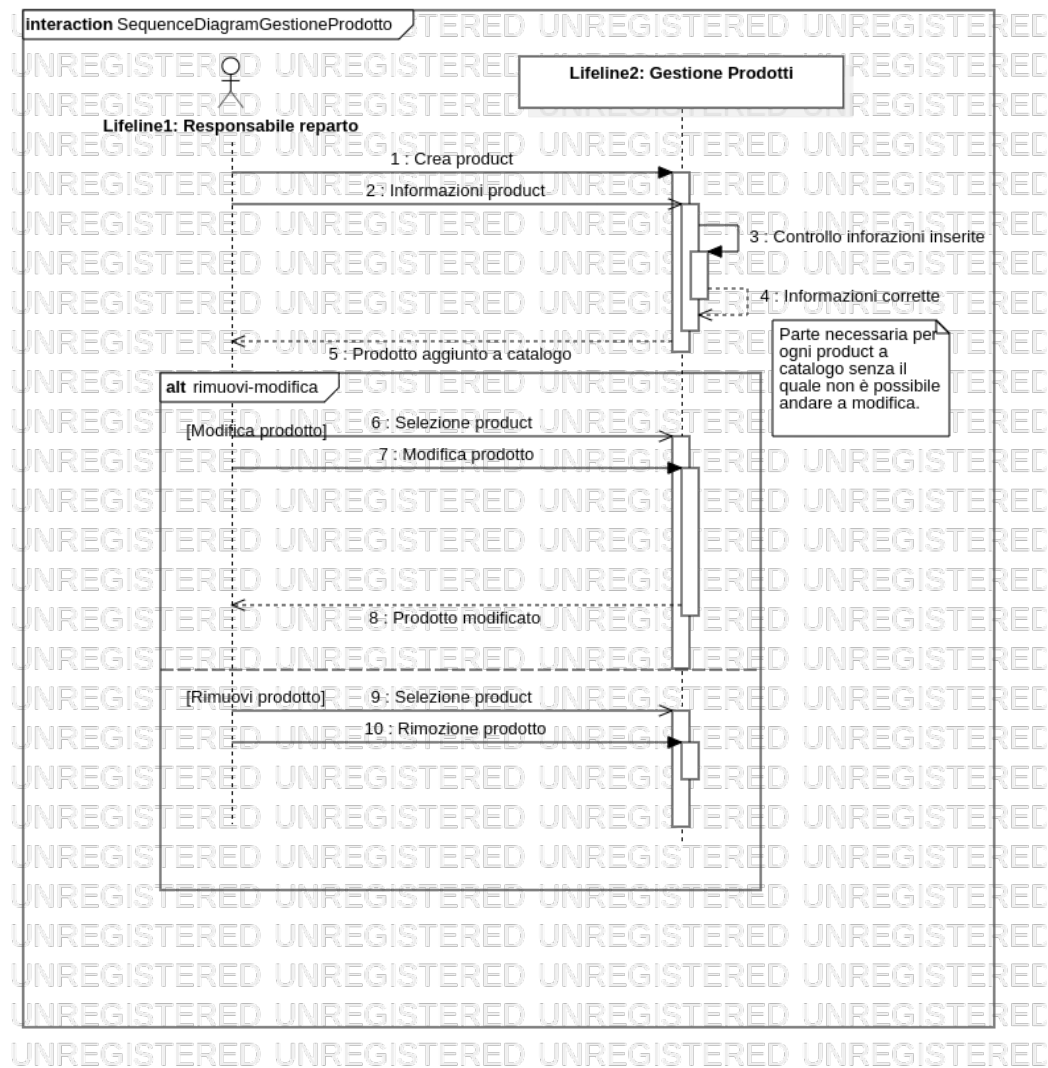 interaction SequenceDiagramGestioneProdotto
Lifeline2: Gestione Prodotti
Lifeline1: Responsabile reparto
1 : Crea product
2 : Informazioni product
3 : Controllo inforazioni inserite
4 : Informazioni corrette
5 : Prodotto aggiunto a catalogo
Parte necessaria per
ogni product a
catalogo senza il
quale non è possibile
andare a modifica.
alt rimuovi-modifica
[Modifica prodotto]
6 : Selezione product
7 : Modifica prodotto
8 : Prodotto modificato
[Rimuovi prodotto]
9 : Selezione product
10 : Rimozione prodotto
UNREGISTERED